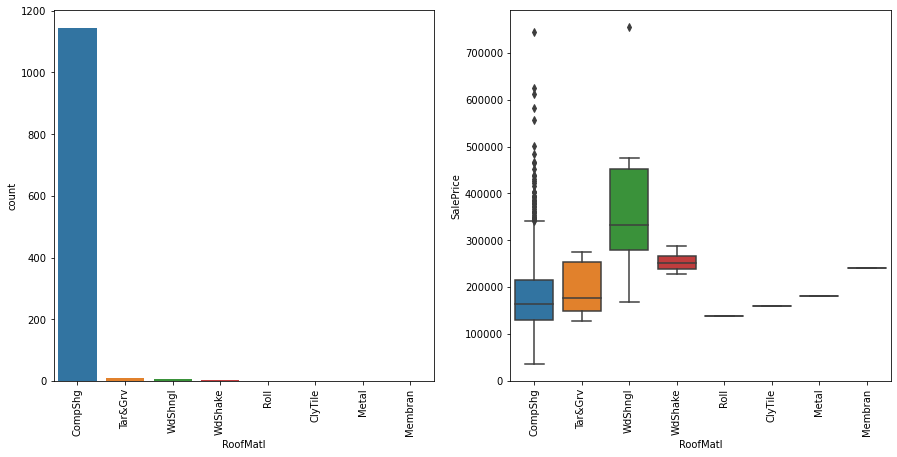 count
1200
1000
800
600
400
200
0
CompShg
Tar&Grv
WdShngl
WdShake
Roll
ClyTile
Metal
Membran
RoofMatl
SalePrice
700000
600000
500000
400000
300000
200000
100000
0
CompShg
Tar&Grv
WdShngl
WdShake
Roll
ClyTile
Metal
Membran
RoofMatl